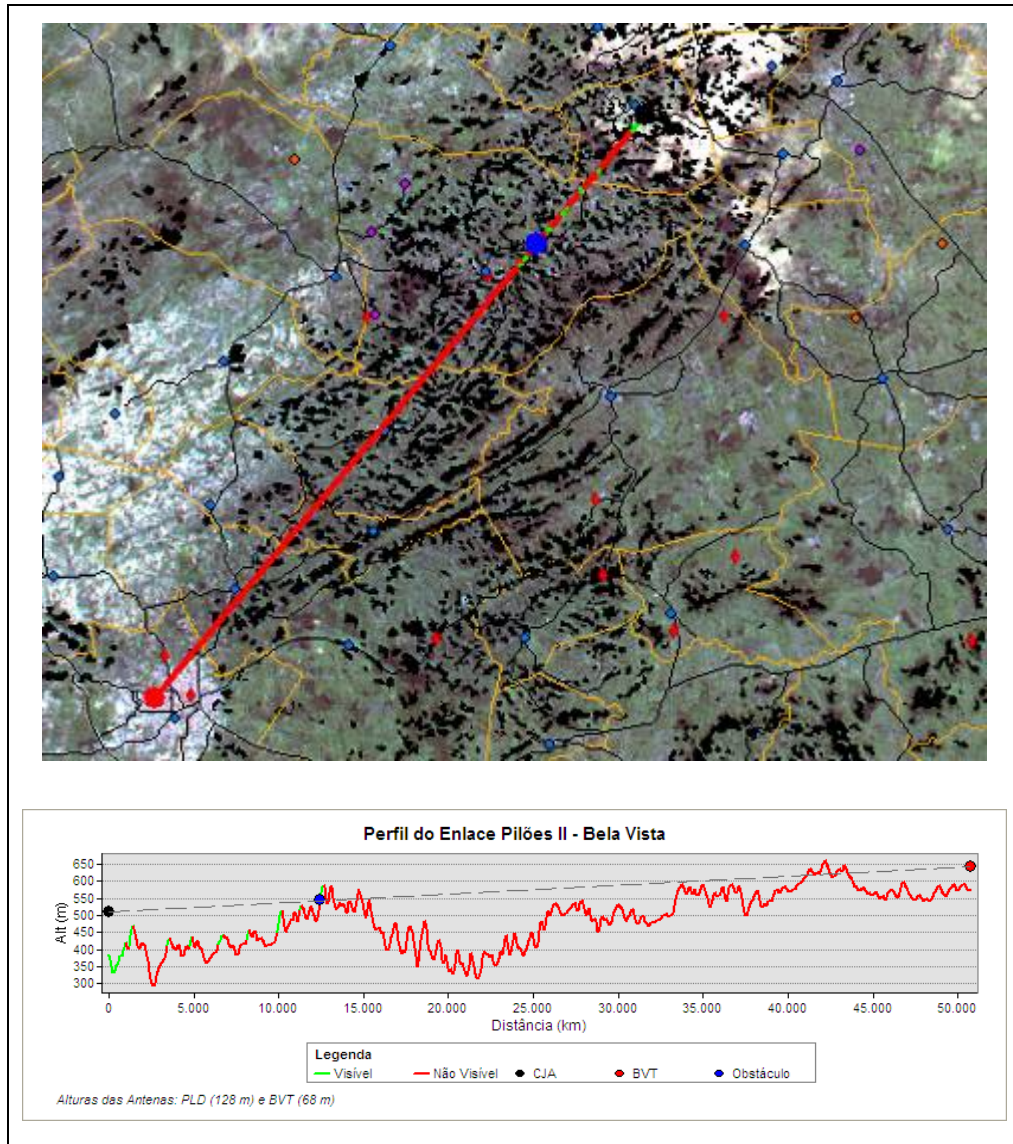 Perfil do Enlace Pilões II - Bela Vista
Alt (m)
650
600
550
500
450
400
350
300
0 5.000 10.000 15.000 20.000 25.000 30.000 35.000 40.000 45.000 50.000
Distância (km)
Legenda
Visível Não Visível CJA BVT Obstáculo
Alturas das Antenas: PLD (128 m) e BVT (68 m)